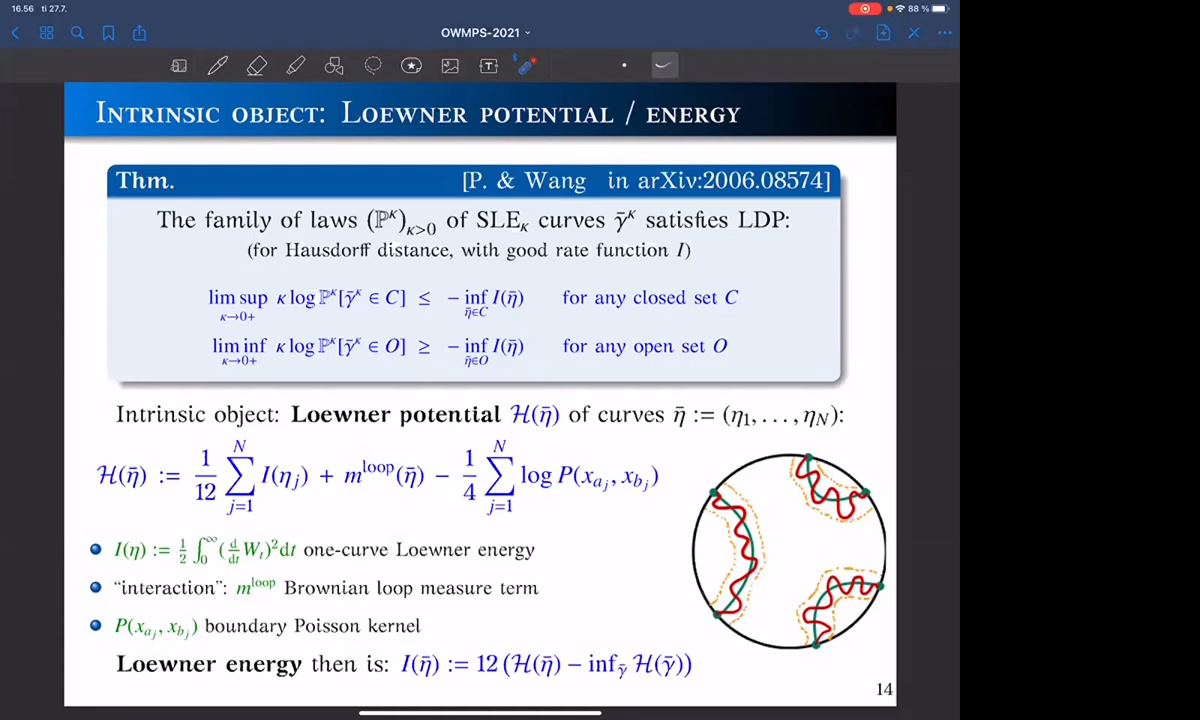 16.56 ti 27.7.
88 %
OWMPS-2021
Intrinsic object: Loewner potential / energy
Thm. [P. & Wang in arXiv:2006.08574]
The family of laws (ℙ^κ)_{κ>0} of SLE_κ curves γ̄^κ satisfies LDP:
(for Hausdorff distance, with good rate function I)
lim sup_{κ→0+} κ log ℙ^κ[γ̄^κ ∈ C] ≤ − inf_{η̄∈C} I(η̄) for any closed set C
lim inf_{κ→0+} κ log ℙ^κ[γ̄^κ ∈ O] ≥ − inf_{η̄∈O} I(η̄) for any open set O
Intrinsic object: Loewner potential ℋ(η̄) of curves η̄ := (η_1, . . . , η_N):
ℋ(η̄) := 1/12 ∑_{j=1}^{N} I(η_j) + m^{loop}(η̄) − 1/4 ∑_{j=1}^{N} log P(x_{a_j}, x_{b_j})
I(η) := 1/2 ∫_0^∞ (d/dt W_t)^2 dt one-curve Loewner energy
“interaction”: m^{loop} Brownian loop measure term
P(x_{a_j}, x_{b_j}) boundary Poisson kernel
Loewner energy then is: I(η̄) := 12 (ℋ(η̄) − inf_{γ̄} ℋ(γ̄))
14